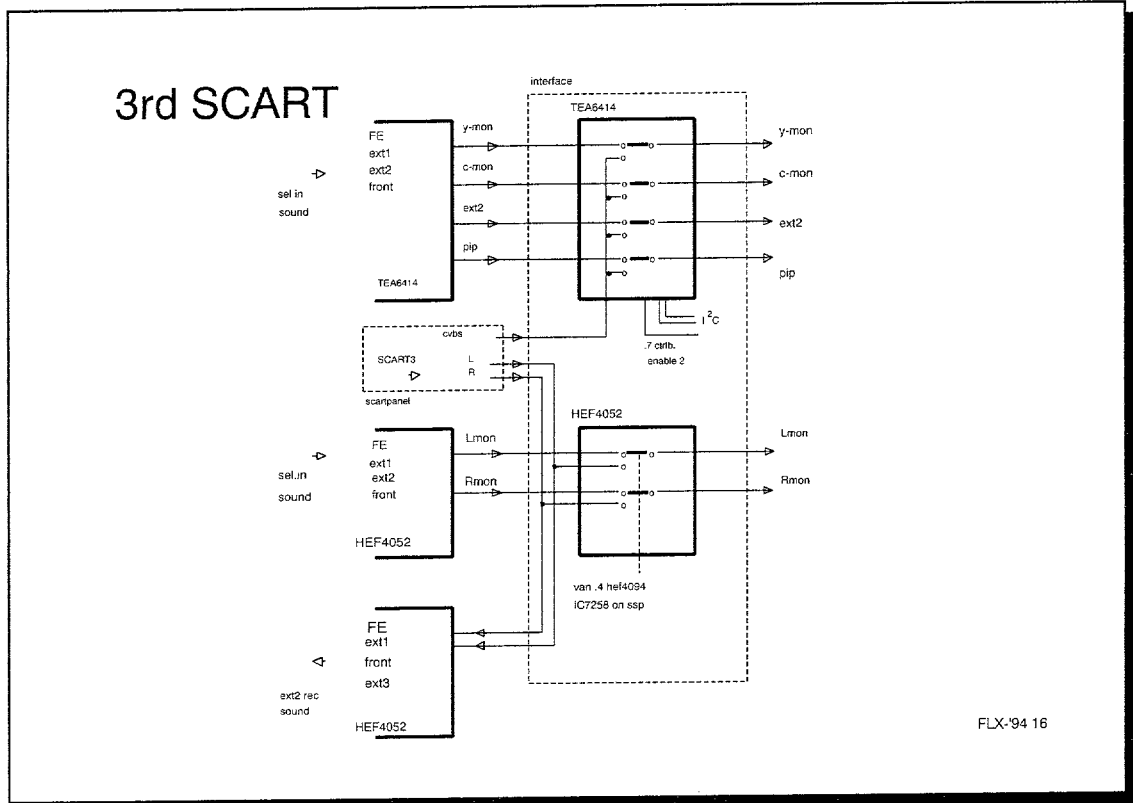 3rd SCART
interface
TEA6414
FE
ext1
ext2
front
sel in
sound
TEA6414
y-mon
c-mon
ext2
pip
y-mon
c-mon
ext2
pip
I²C
.7 ctrlb.
enable 2
cvbs
SCART3
L
R
scartpanel
HEF4052
FE
ext1
ext2
front
sel.in
sound
HEF4052
Lmon
Rmon
Lmon
Rmon
van .4 hef4094
iC7258 on ssp
FE
ext1
front
ext3
ext2 rec
sound
HEF4052
FLX-'94 16